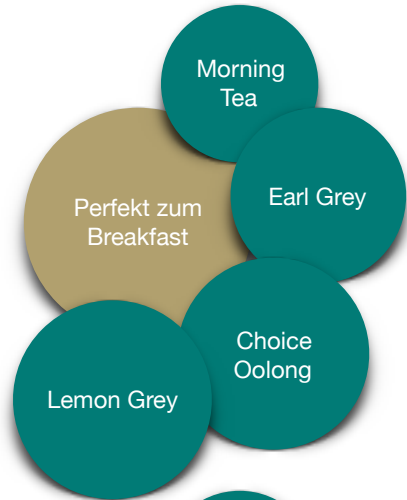 Morning
Tea
Earl Grey
Perfekt zum
Breakfast
Choice
Oolong
Lemon Grey